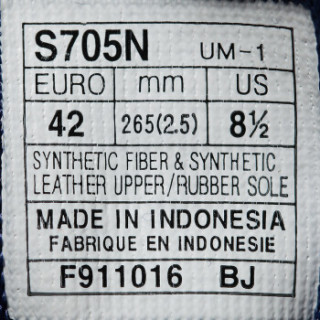 S705N UM-1
EURO mm US
42 265(2.5) 8½
SYNTHETIC FIBER & SYNTHETIC
LEATHER UPPER/RUBBER SOLE
MADE IN INDONESIA
FABRIQUE EN INDONESIE
F911016 BJ